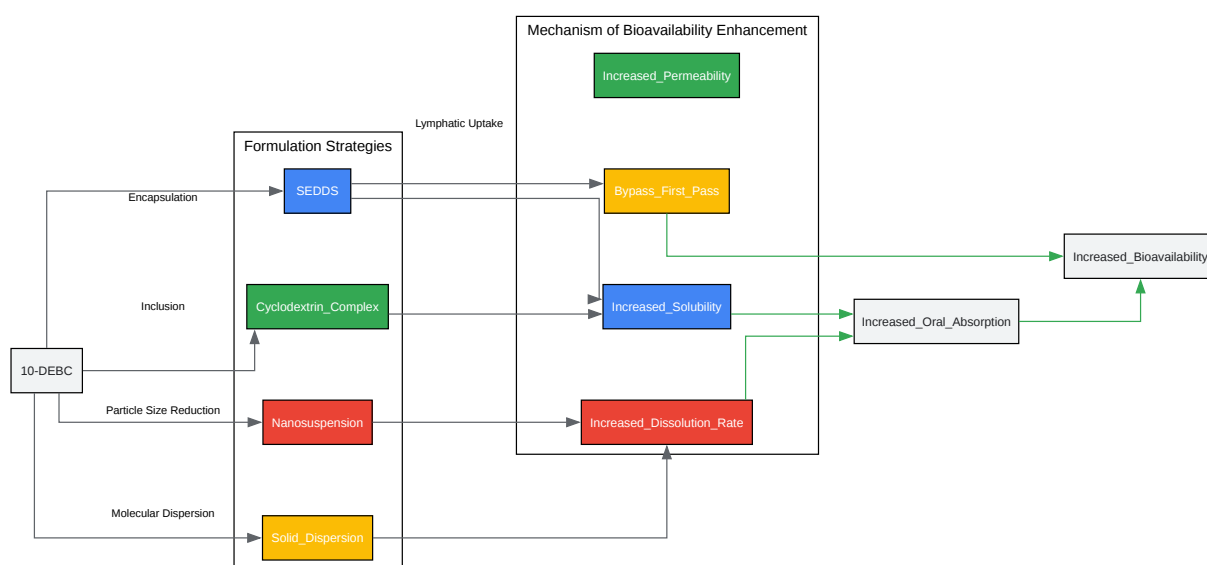 Mechanism of Bioavailability Enhancement
Increased_Permeability
Lymphatic Uptake
Formulation Strategies
SEDDS
Encapsulation
Bypass_First_Pass
Increased_Bioavailability
Inclusion
Cyclodextrin_Complex
Increased_Solubility
Increased_Oral_Absorption
10-DEBC
Particle Size Reduction
Nanosuspension
Increased_Dissolution_Rate
Molecular Dispersion
Solid_Dispersion